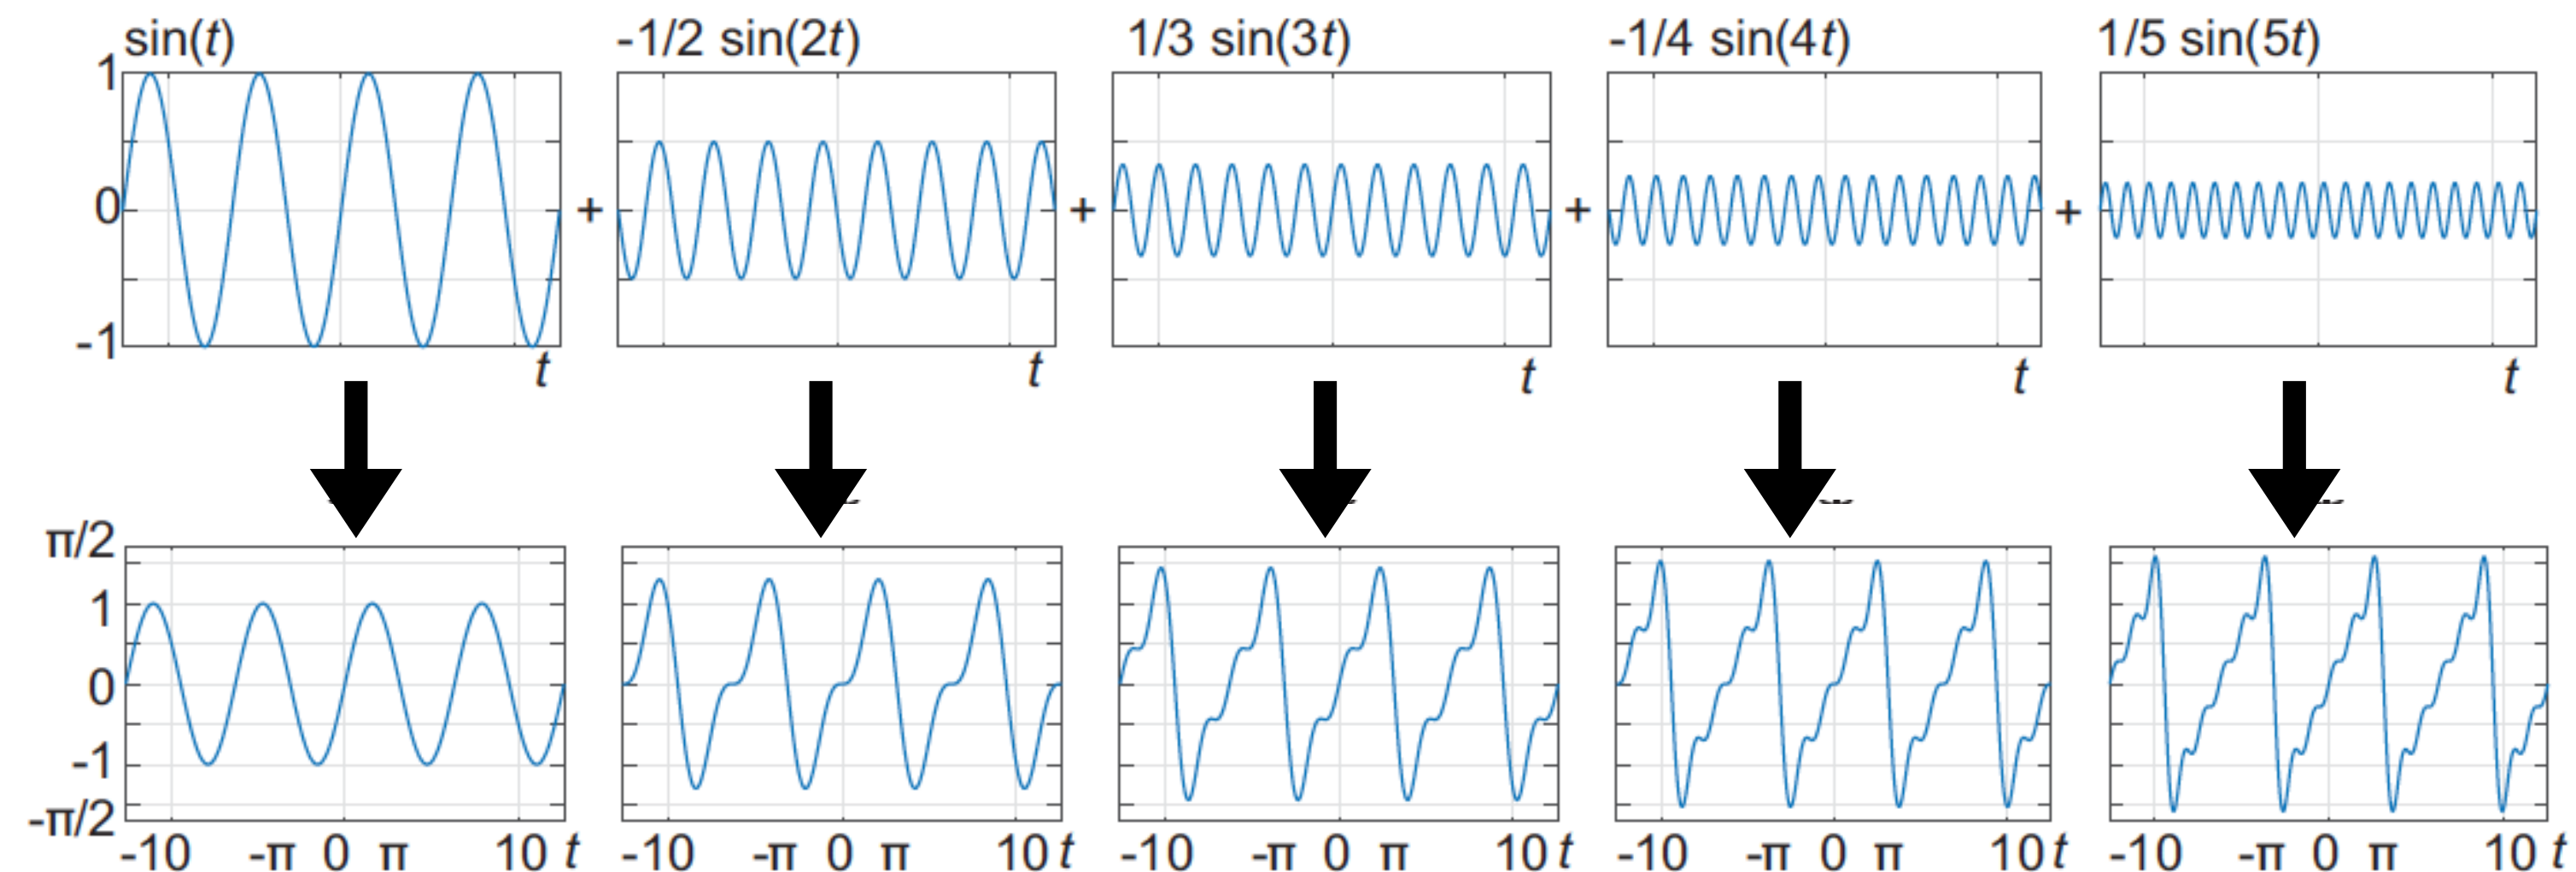 sin(t) -1/2 sin(2t) 1/3 sin(3t) -1/4 sin(4t) 1/5 sin(5t)
1
0 + + + +
-1
t t t t t
π/2
1
0
-1
-π/2
-10 -π 0 π 10 t -10 -π 0 π 10 t -10 -π 0 π 10 t -10 -π 0 π 10 t -10 -π 0 π 10 t